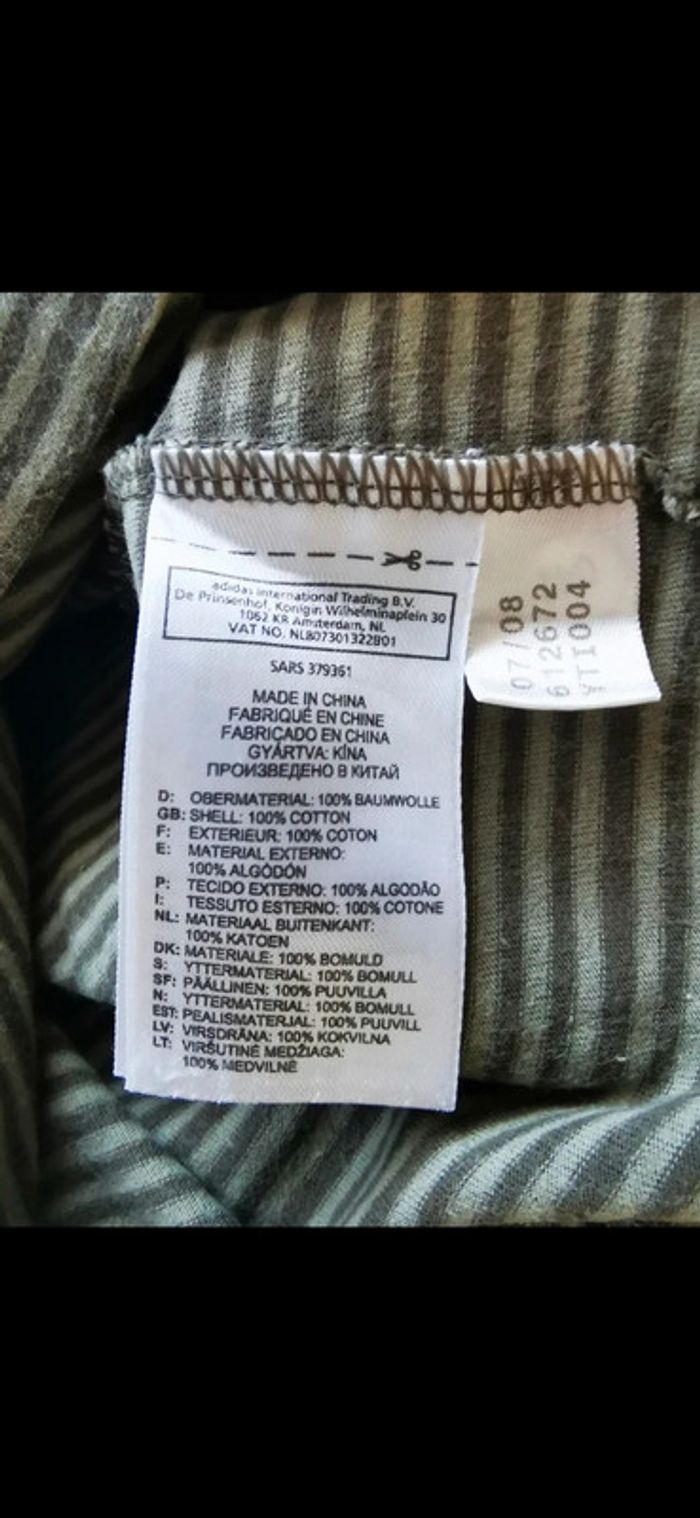 adidas International Trading B.V.
De Prinsenhof, Koningin Wilhelminaplein 30
1062 KR Amsterdam, NL
VAT NO. NL807301322B01
SARS 379361
MADE IN CHINA
FABRIQUÉ EN CHINE
FABRICADO EN CHINA
GYÁRTVA: KÍNA
ПРОИЗВЕДЕНО В КИТАЙ
D: OBERMATERIAL: 100% BAUMWOLLE
GB: SHELL: 100% COTTON
F: EXTERIEUR: 100% COTON
E: MATERIAL EXTERNO:
100% ALGODÓN
P: TECIDO EXTERNO: 100% ALGODÃO
I: TESSUTO ESTERNO: 100% COTONE
NL: MATERIAAL BUITENKANT:
100% KATOEN
DK: MATERIALE: 100% BOMULD
S: YTTERMATERIAL: 100% BOMULL
SF: PÄÄLLINEN: 100% PUUVILLA
N: YTTERMATERIAL: 100% BOMULL
EST: PEALISMATERJAL: 100% PUUVILL
LV: VIRSDRĀNA: 100% KOKVILNA
LT: VIRŠUTINĖ MEDŽIAGA:
100% MEDVILNĖ
07/08
612672
YTI004